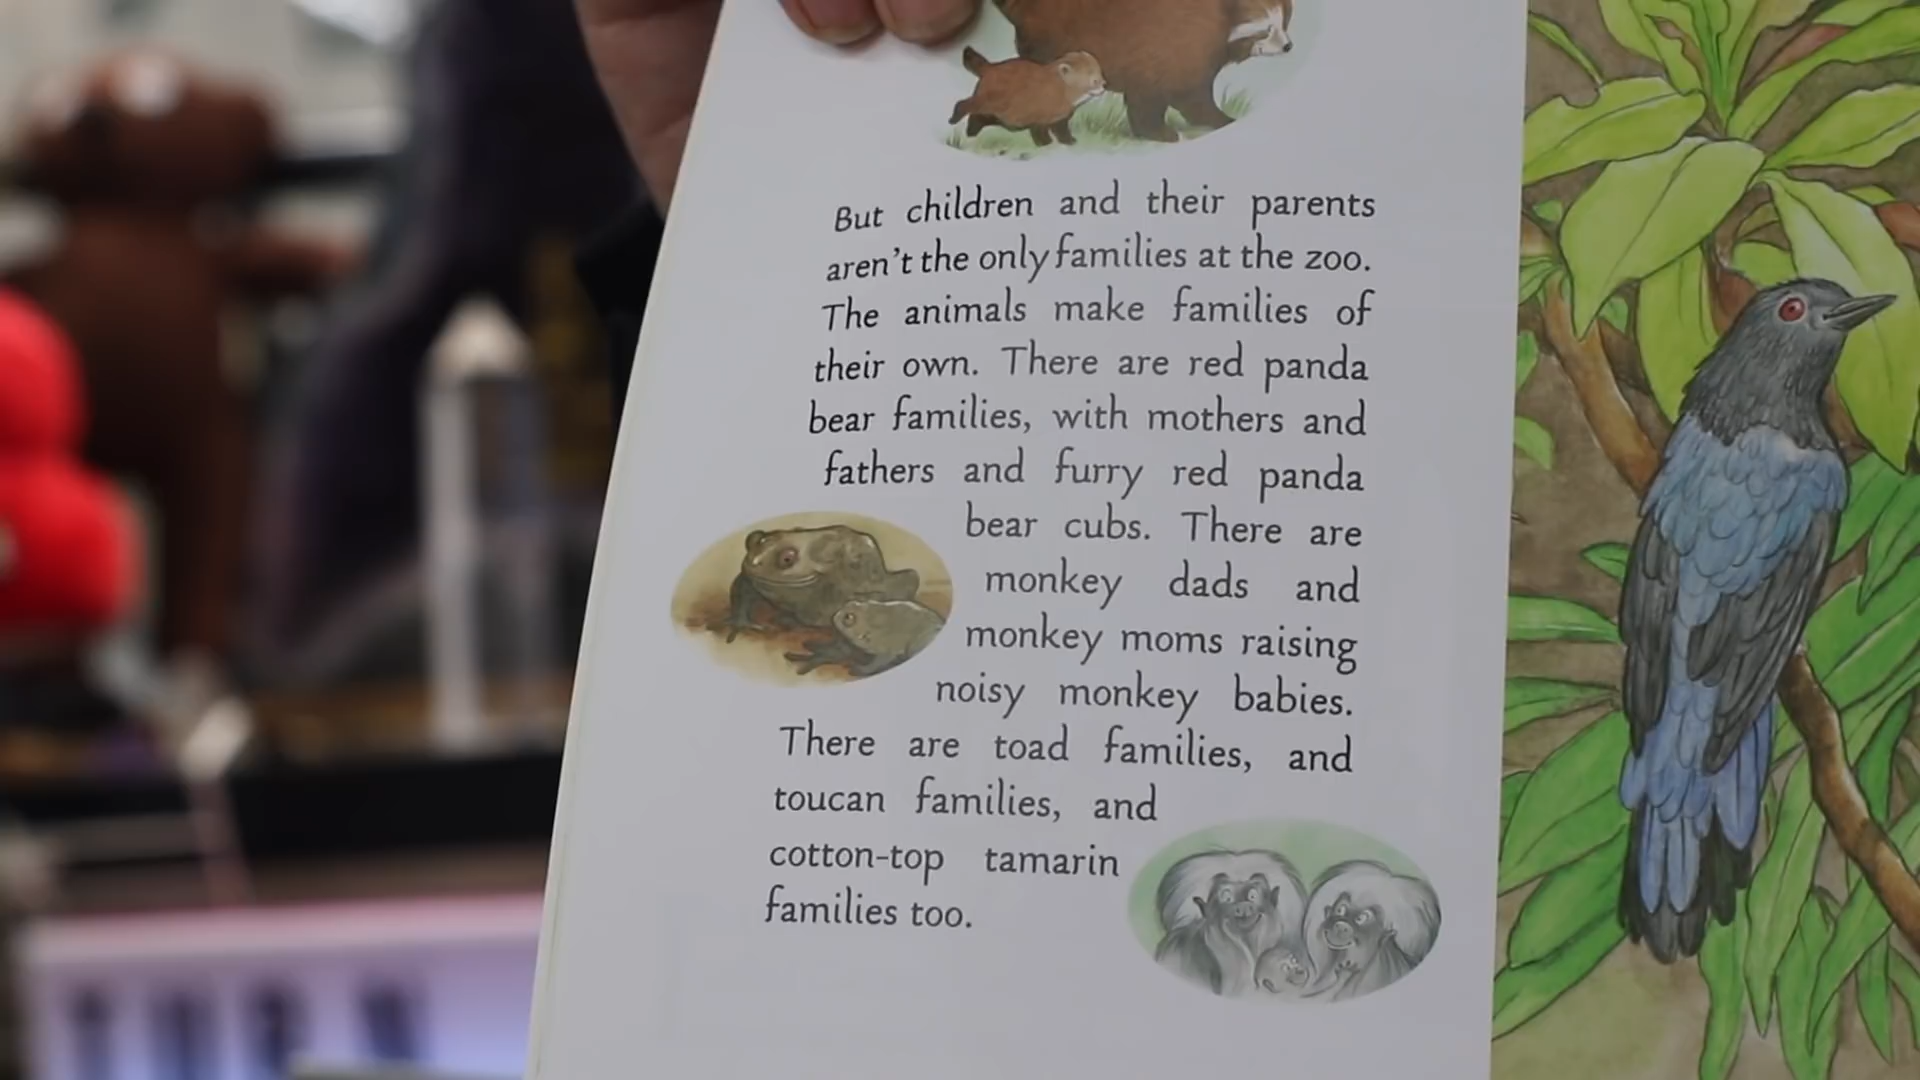 But children and their parents
aren't the only families at the zoo.
The animals make families of
their own. There are red panda
bear families, with mothers and
fathers and furry red panda
bear cubs. There are
monkey dads and
monkey moms raising
noisy monkey babies.
There are toad families, and
toucan families, and
cotton-top tamarin
families too.